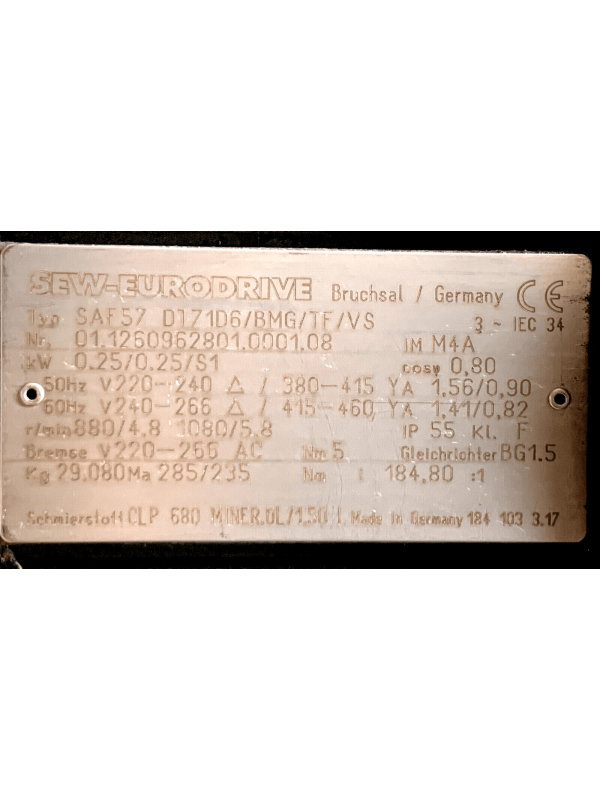 SEW-EURODRIVE Bruchsal / Germany CE
Typ SAF57 DT71D6/BMG/TF/VS 3 ~ IEC 34
Nr. 01.1260962801.0001.08 IM M4A
kW 0.25/0.25/S1 cosφ 0,80
50Hz V220-240 Δ / 380-415 Y A 1,56/0,90
60Hz V240-266 Δ / 415-460 Y A 1,41/0,82
r/min 880/4.8 1080/5.8 IP 55 Kl. F
Bremse V220-266 AC Nm 5 Gleichrichter BG1.5
Kg 29.080 Ma 285/235 Nm i 184,80 :1
Schmierstoff CLP 680 MINER.ÖL/1,50 l Made in Germany 184 103 3.17